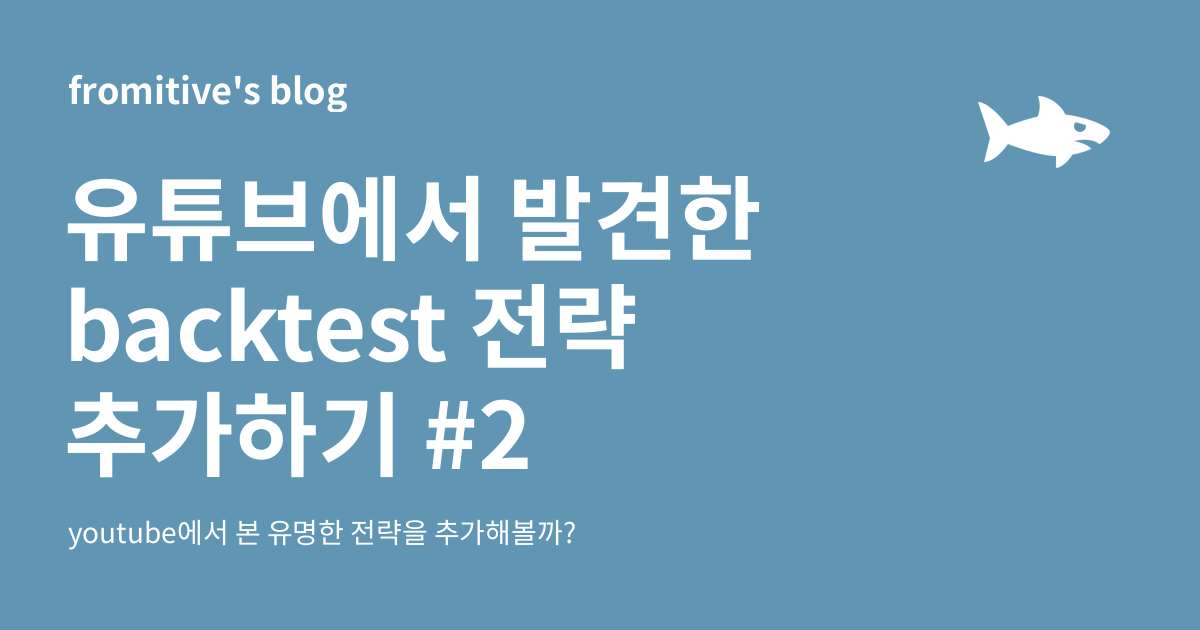 fromitive's blog
유튜브에서 발견한
backtest 전략
추가하기 #2
youtube에서 본 유명한 전략을 추가해볼까?